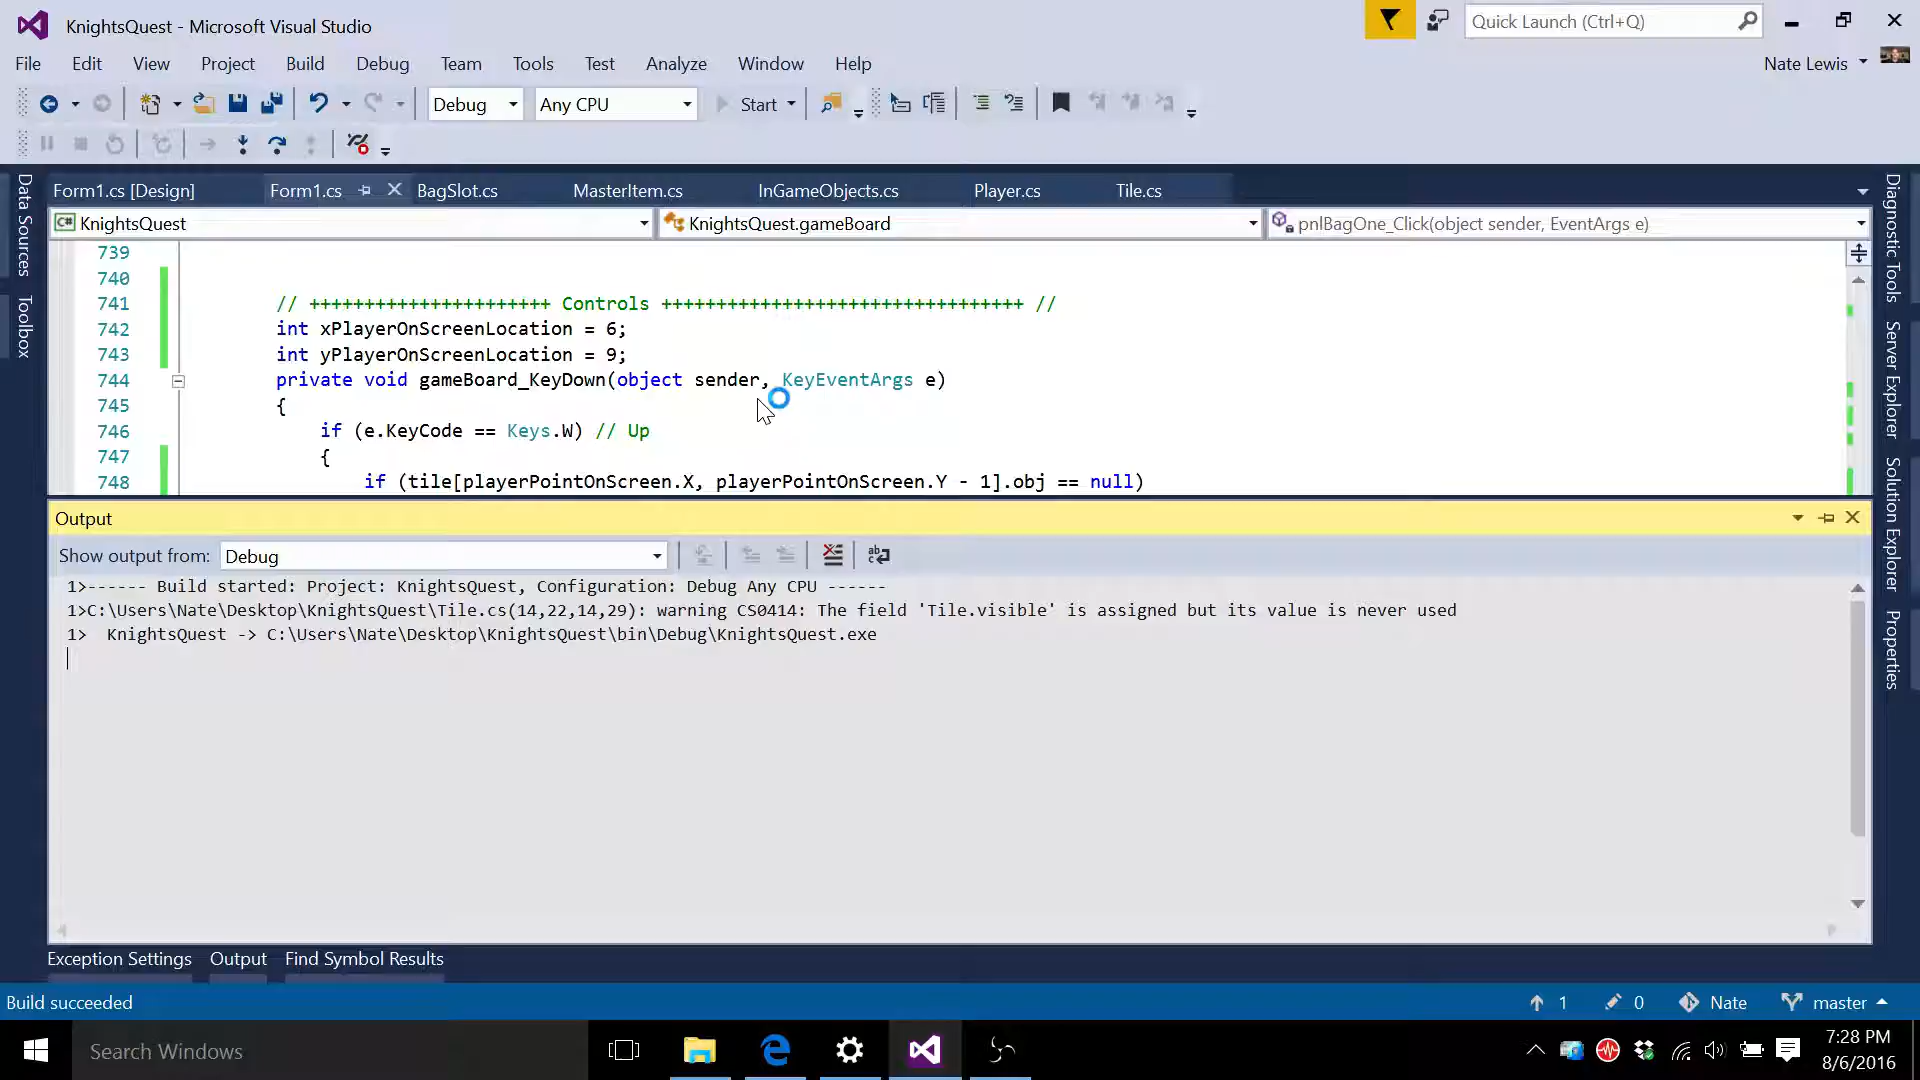 KnightsQuest - Microsoft Visual Studio
Quick Launch (Ctrl+Q)
File Edit View Project Build Debug Team Tools Test Analyze Window Help
Nate Lewis
Debug Any CPU Start
Form1.cs [Design] Form1.cs BagSlot.cs MasterItem.cs InGameObjects.cs Player.cs Tile.cs
KnightsQuest KnightsQuest.gameBoard pnlBagOne_Click(object sender, EventArgs e)
Data Sources
Toolbox
739
740
741 // ++++++++++++++++++++++ Controls +++++++++++++++++++++++++++++++++ //
742 int xPlayerOnScreenLocation = 6;
743 int yPlayerOnScreenLocation = 9;
744 private void gameBoard_KeyDown(object sender, KeyEventArgs e)
745 {
746 if (e.KeyCode == Keys.W) // Up
747 {
748 if (tile[playerPointOnScreen.X, playerPointOnScreen.Y - 1].obj == null)
Diagnostic Tools
Server Explorer
Solution Explorer
Properties
Output
Show output from: Debug
1>------ Build started: Project: KnightsQuest, Configuration: Debug Any CPU ------
1>C:\Users\Nate\Desktop\KnightsQuest\Tile.cs(14,22,14,29): warning CS0414: The field 'Tile.visible' is assigned but its value is never used
1>  KnightsQuest -> C:\Users\Nate\Desktop\KnightsQuest\bin\Debug\KnightsQuest.exe
Exception Settings Output Find Symbol Results
Build succeeded
1 0 Nate master
Search Windows
7:28 PM
8/6/2016